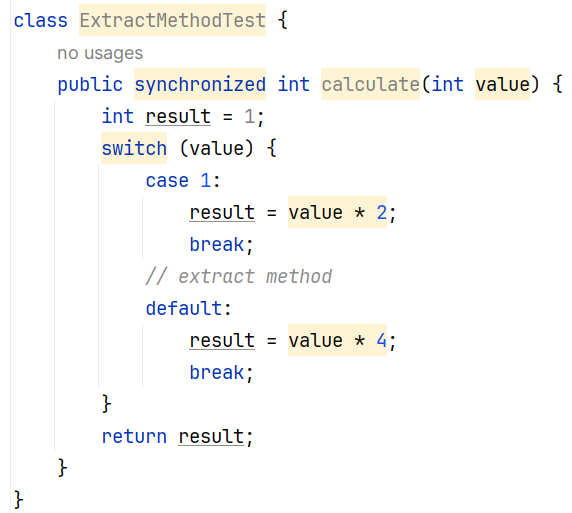 class ExtractMethodTest {
no usages
public synchronized int calculate(int value) {
int result = 1;
switch (value) {
case 1:
result = value * 2;
break;
// extract method
default:
result = value * 4;
break;
}
return result;
}
}